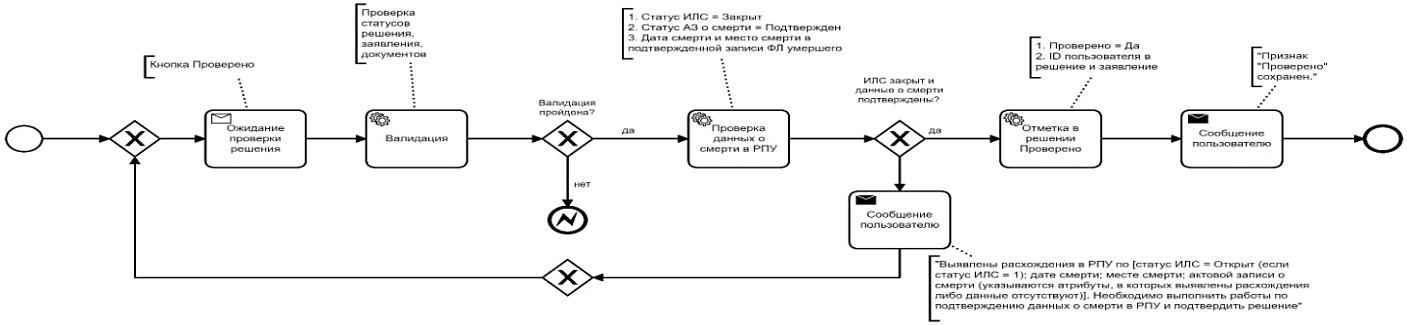 Кнопка Проверено
Проверка
статусов
решения,
заявления,
документов
1. Статус ИЛС = Закрыт
2. Статус АЗ о смерти = Подтвержден
3. Дата смерти и место смерти в
подтвержденной записи ФЛ умершего
1. Проверено = Да
2. ID пользователя в
решение и заявление
"Признак
"Проверено"
сохранен."
Валидация
пройдена?
ИЛС закрыт и
данные о смерти
подтверждены?
Ожидание
проверки
решения
Валидация
да
Проверка
данных о
смерти в РПУ
да
Отметка в
решении
Проверено
Сообщение
пользователю
нет
Сообщение
пользователю
"Выявлены расхождения в РПУ по [статус ИЛС = Открыт (если
статус ИЛС = 1); дате смерти; месте смерти; актовой записи о
смерти (указываются атрибуты, в которых выявлены расхождения
либо данные отсутствуют)]. Необходимо выполнить работы по
подтверждению данных о смерти в РПУ и подтвердить решение"